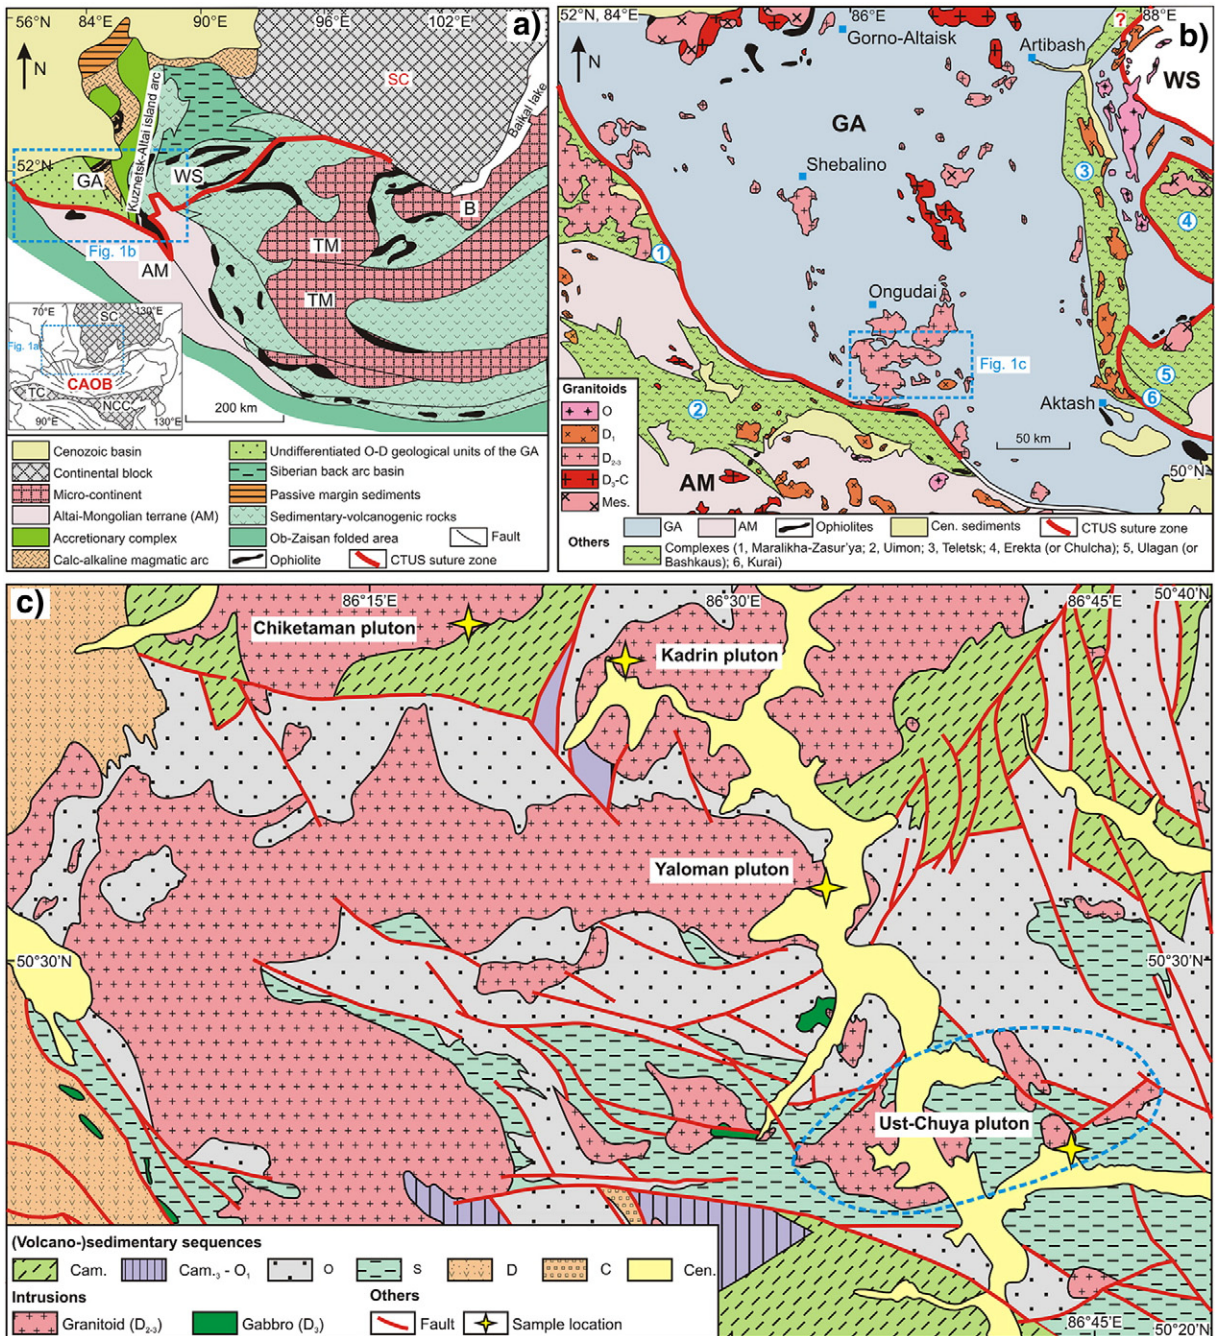 a)
56°N
90°E
96°E
102°E
84°E
N
SC
Baikal lake
Kuznetsk-Altai island arc
52°N
GA
WS
B
TM
Fig. 1b
AM
TM
70°E
SC
130°E
Fig. 1a
CAOB
TC
NCC
90°E
130°E
200 km
Cenozoic basin
Continental block
Micro-continent
Altai-Mongolian terrane (AM)
Accretionary complex
Calc-alkaline magmatic arc
Undifferentiated O-D geological units of the GA
Siberian back arc basin
Passive margin sediments
Sedimentary-volcanogenic rocks
Ob-Zaisan folded area
Fault
Ophiolite
CTUS suture zone
b)
52°N, 84°E
86°E
?
88°E
Gorno-Altaisk
Artibash
N
WS
GA
Shebalino
3
4
1
Ongudai
Fig. 1c
5
6
2
Aktash
50 km
50°N
AM
Granitoids
O
D₁
D₂₋₃
D₃-C
Mes.
GA
AM
Ophiolites
Cen. sediments
CTUS suture zone
Others
Complexes (1, Maralikha-Zasur'ya; 2, Uimon; 3, Teletsk; 4, Erekta (or Chulcha); 5, Ulagan (or
Bashkaus); 6, Kurai)
c)
86°15'E
86°30'E
86°45'E
50°40'N
Chiketaman pluton
Kadrin pluton
Yaloman pluton
50°30'N
50°30'N
Ust-Chuya pluton
86°45'E
50°20'N
(Volcano-)sedimentary sequences
Cam.
Cam.₃ - O₁
O
S
D
C
Cen.
Intrusions
Others
Granitoid (D₂₋₃)
Gabbro (D₃)
Fault
Sample location